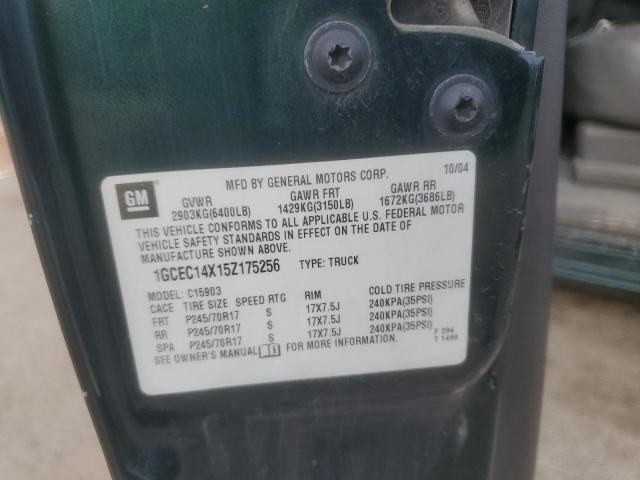 MFD BY GENERAL MOTORS CORP. 10/04
GM
GVWR GAWR FRT GAWR RR
2903KG(6400LB) 1429KG(3150LB) 1672KG(3686LB)
THIS VEHICLE CONFORMS TO ALL APPLICABLE U.S. FEDERAL MOTOR
VEHICLE SAFETY STANDARDS IN EFFECT ON THE DATE OF
MANUFACTURE SHOWN ABOVE.
1GCEC14X15Z175256 TYPE: TRUCK
MODEL: C15903
CACE TIRE SIZE SPEED RTG RIM COLD TIRE PRESSURE
FRT P245/70R17 S 17X7.5J 240KPA(35PSI)
RR P245/70R17 S 17X7.5J 240KPA(35PSI)
SPA P245/70R17 S 17X7.5J 240KPA(35PSI)
SEE OWNER'S MANUAL FOR MORE INFORMATION.
F 294
T 1499